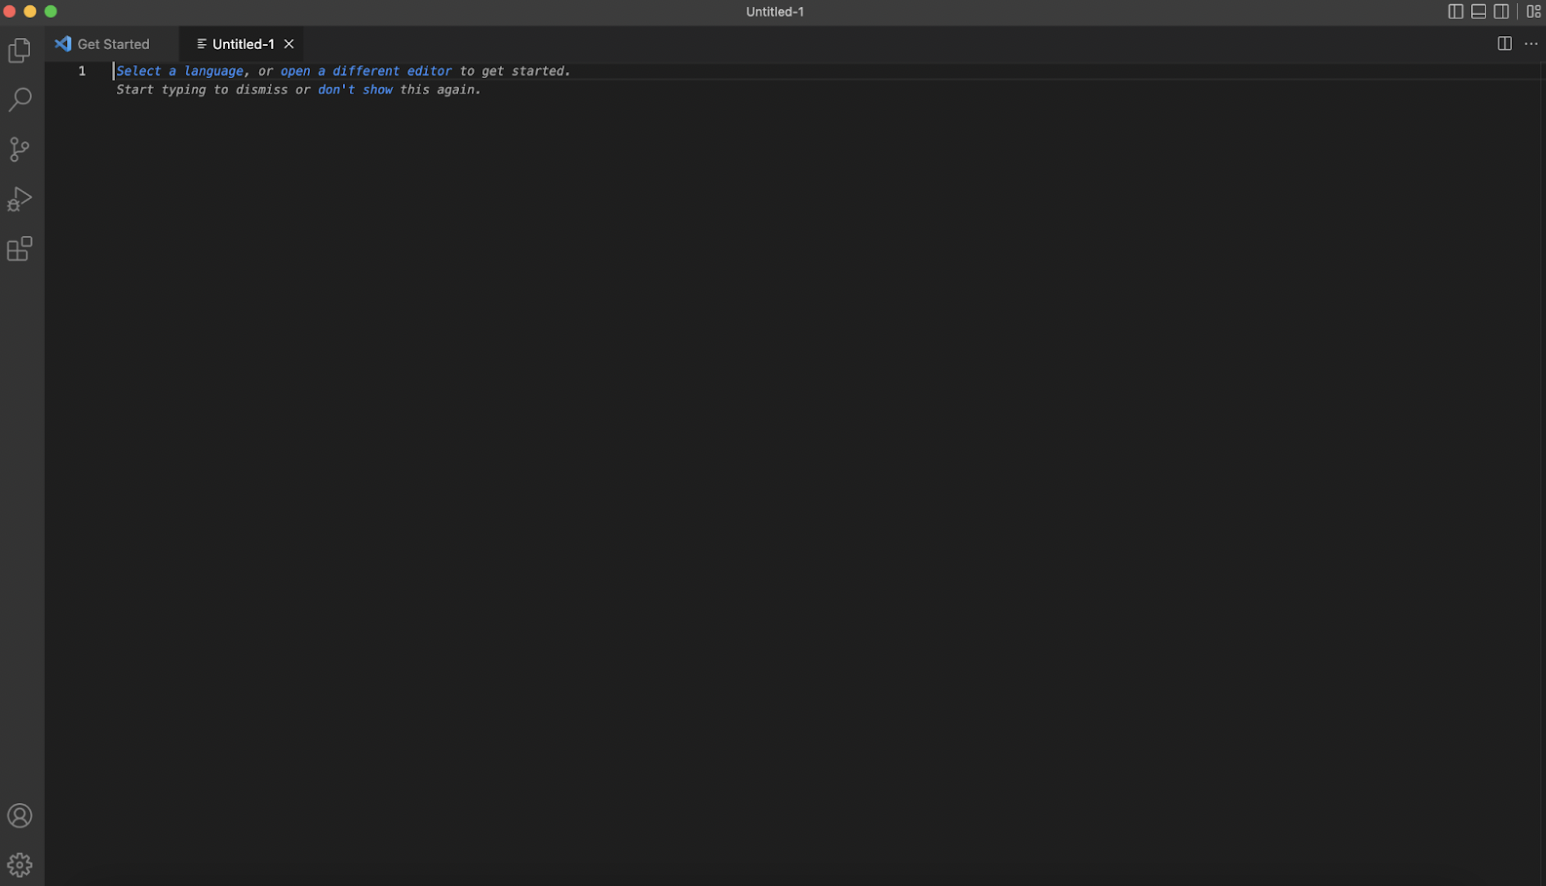 Untitled-1
Get Started
Untitled-1
1
Select a language, or open a different editor to get started.
Start typing to dismiss or don't show this again.